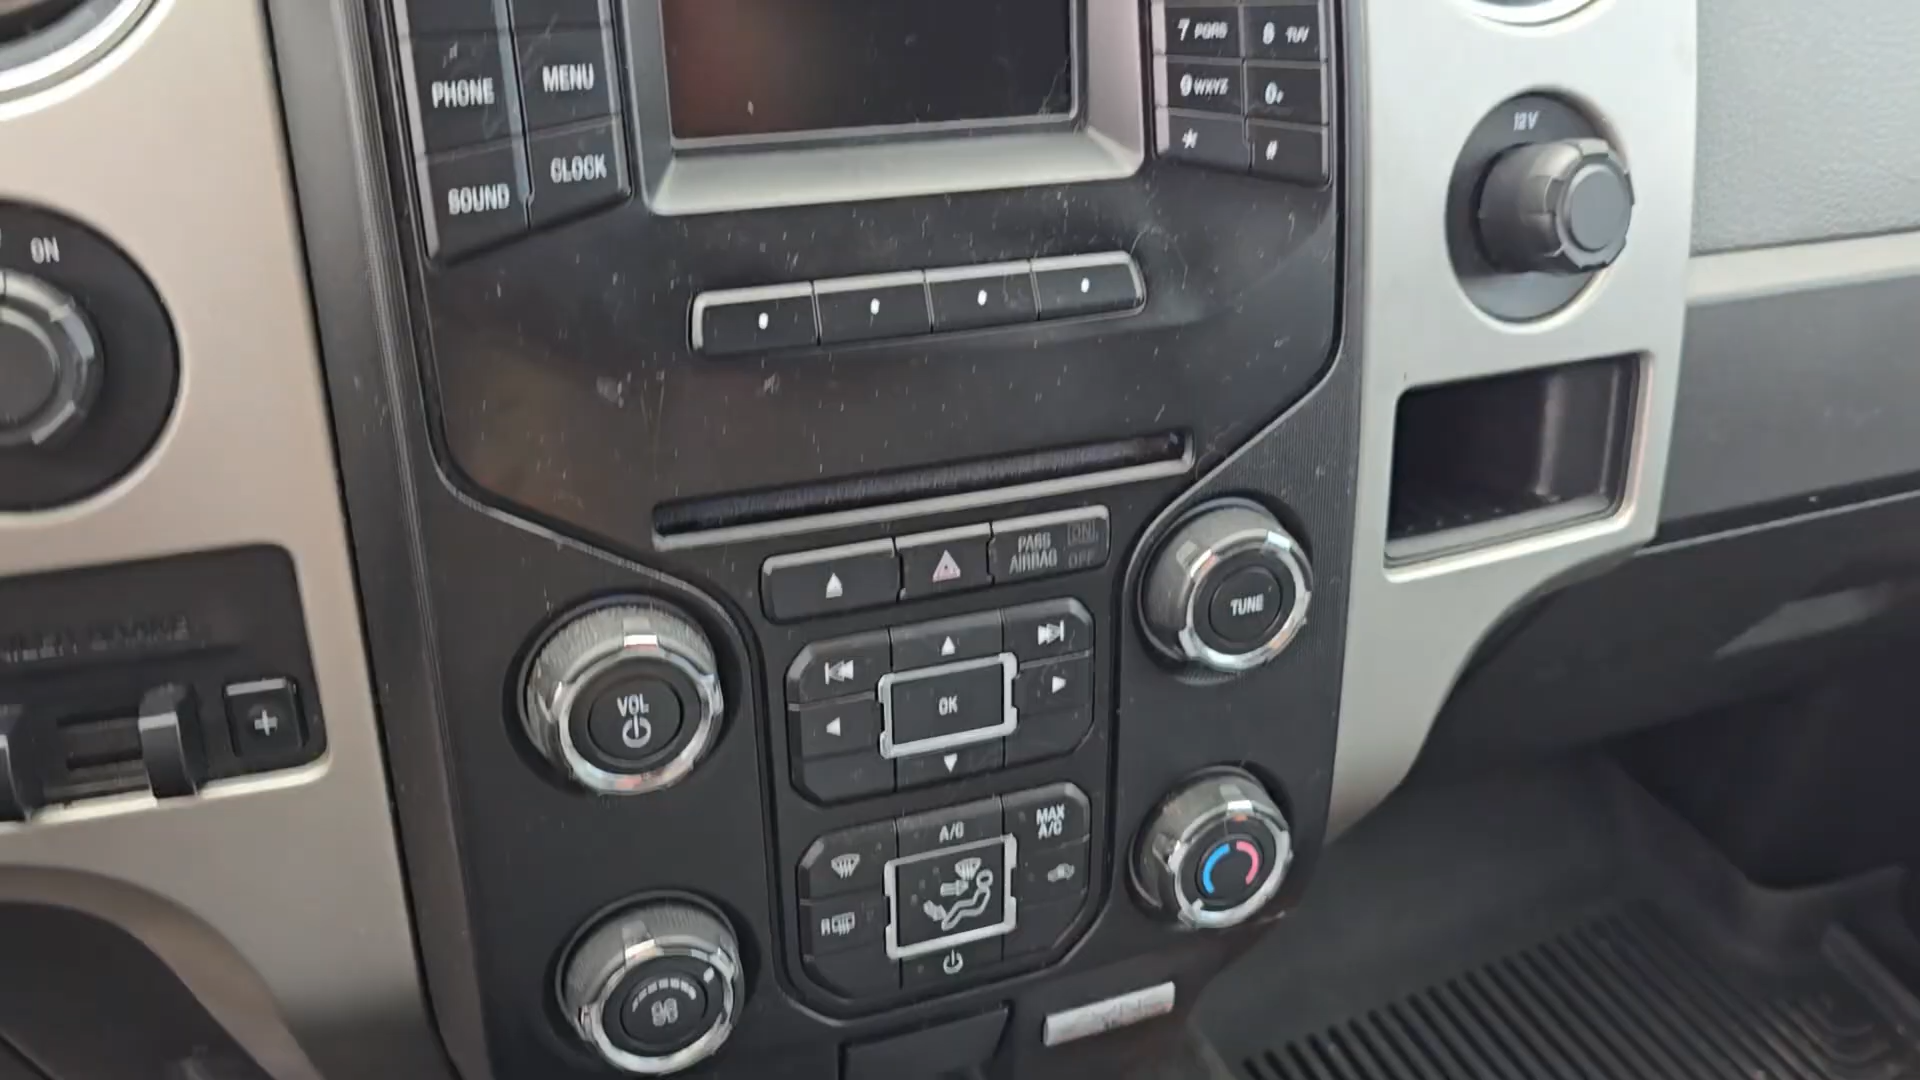 PHONE
MENU
SOUND
CLOCK
7 PQRS
8 TUV
9 WXYZ
0
*
#
12V
ON
PASS
AIRBAG
ON
OFF
TUNE
VOL
OK
A/C
MAX
A/C
R
+